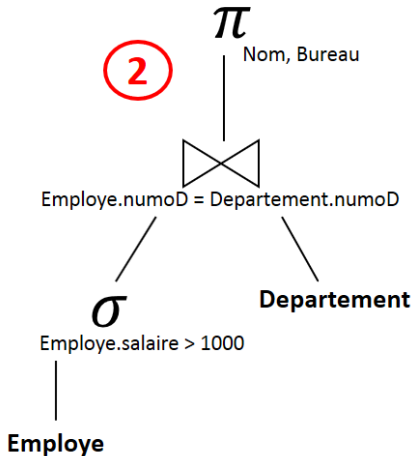 π
Nom, Bureau
2
Employe.numoD = Departement.numoD
σ
Departement
Employe.salaire > 1000
Employe